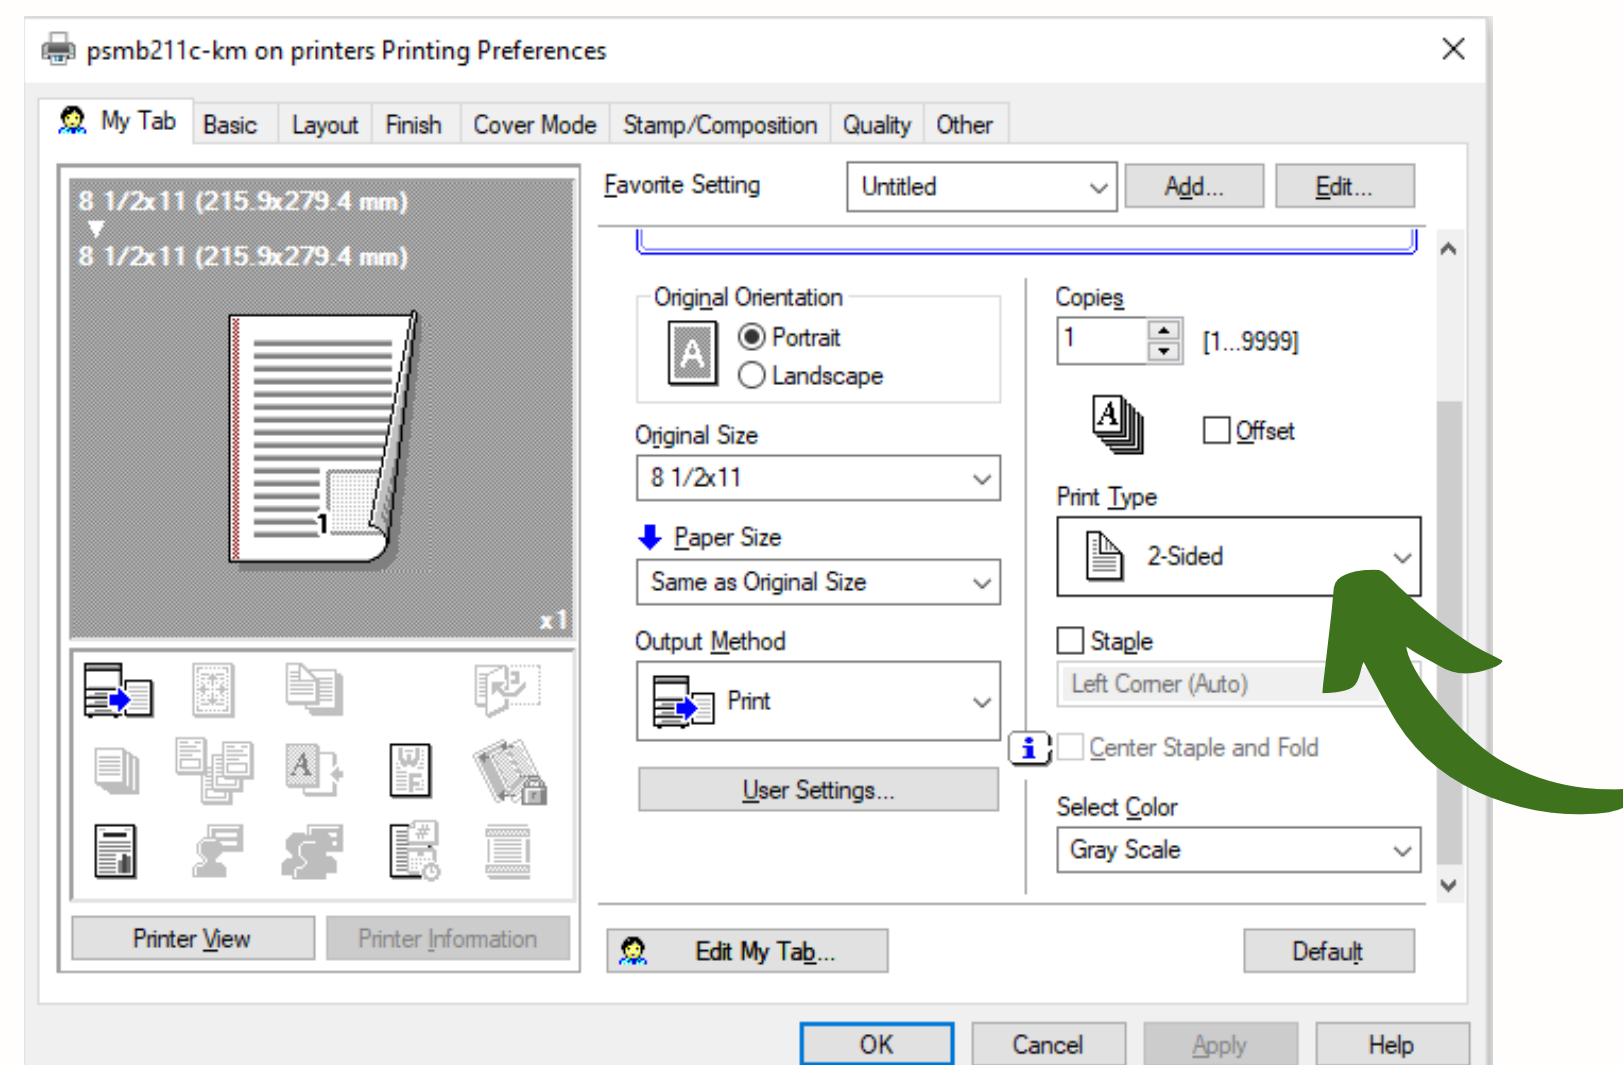 psmb211c-km on printers Printing Preferences
My Tab
Basic
Layout
Finish
Cover Mode
Stamp/Composition
Quality
Other
8 1/2x11 (215.9x279.4 mm)
8 1/2x11 (215.9x279.4 mm)
1
x1
Printer View
Printer Information
Favorite Setting
Untitled
Add...
Edit...
Original Orientation
A
Portrait
Landscape
Original Size
8 1/2x11
Paper Size
Same as Original Size
Output Method
Print
User Settings...
Copies
1
[1...9999]
A
Offset
Print Type
2-Sided
Staple
Left Corner (Auto)
i
Center Staple and Fold
Select Color
Gray Scale
Edit My Tab...
Default
OK
Cancel
Apply
Help